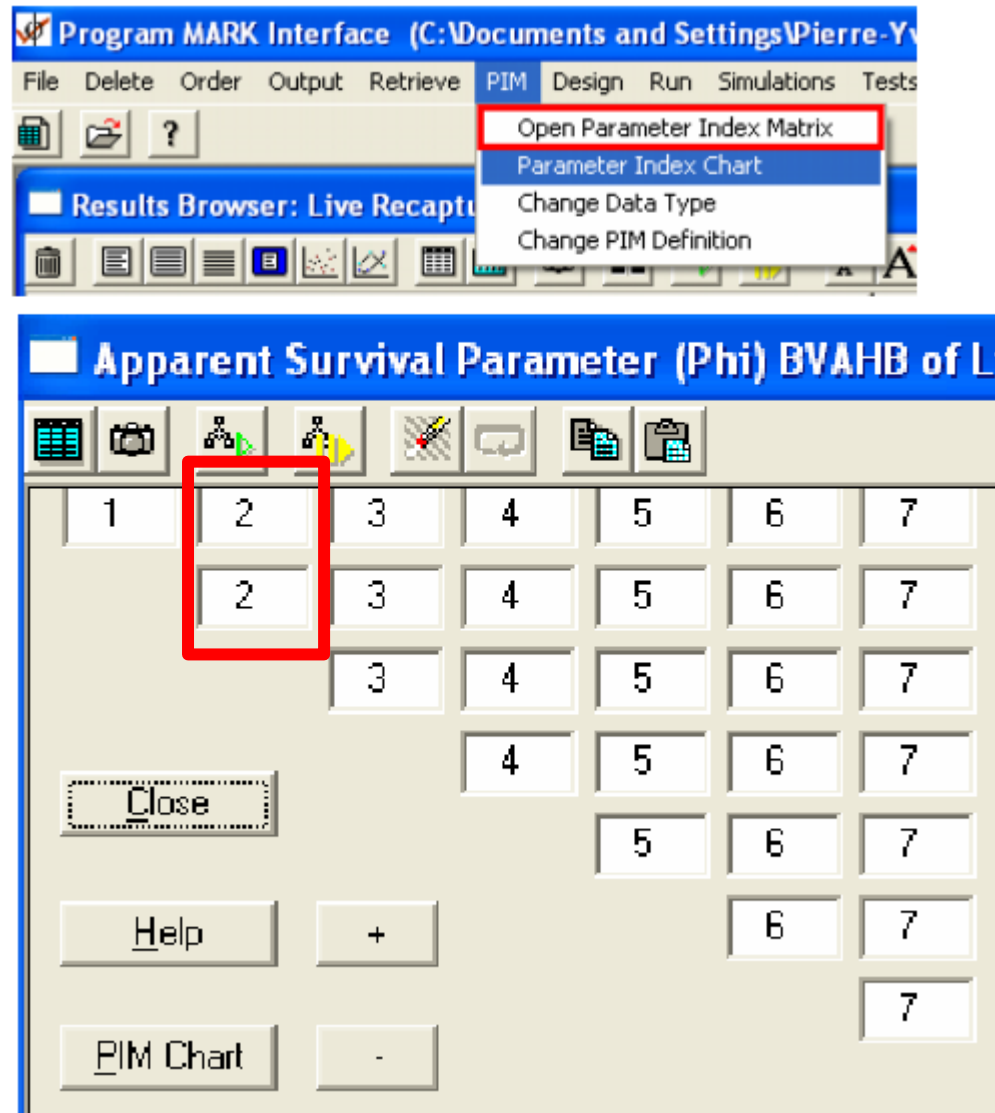 Program MARK Interface (C:\Documents and Settings\Pierre-Yv
File Delete Order Output Retrieve PIM Design Run Simulations Tests
Open Parameter Index Matrix
Parameter Index Chart
Change Data Type
Change PIM Definition
?
Results Browser: Live Recaptu
A A
Apparent Survival Parameter (Phi) BVAHB of L
1 2 3 4 5 6 7
2 3 4 5 6 7
3 4 5 6 7
4 5 6 7
Close
5 6 7
Help + 6 7
7
PIM Chart -